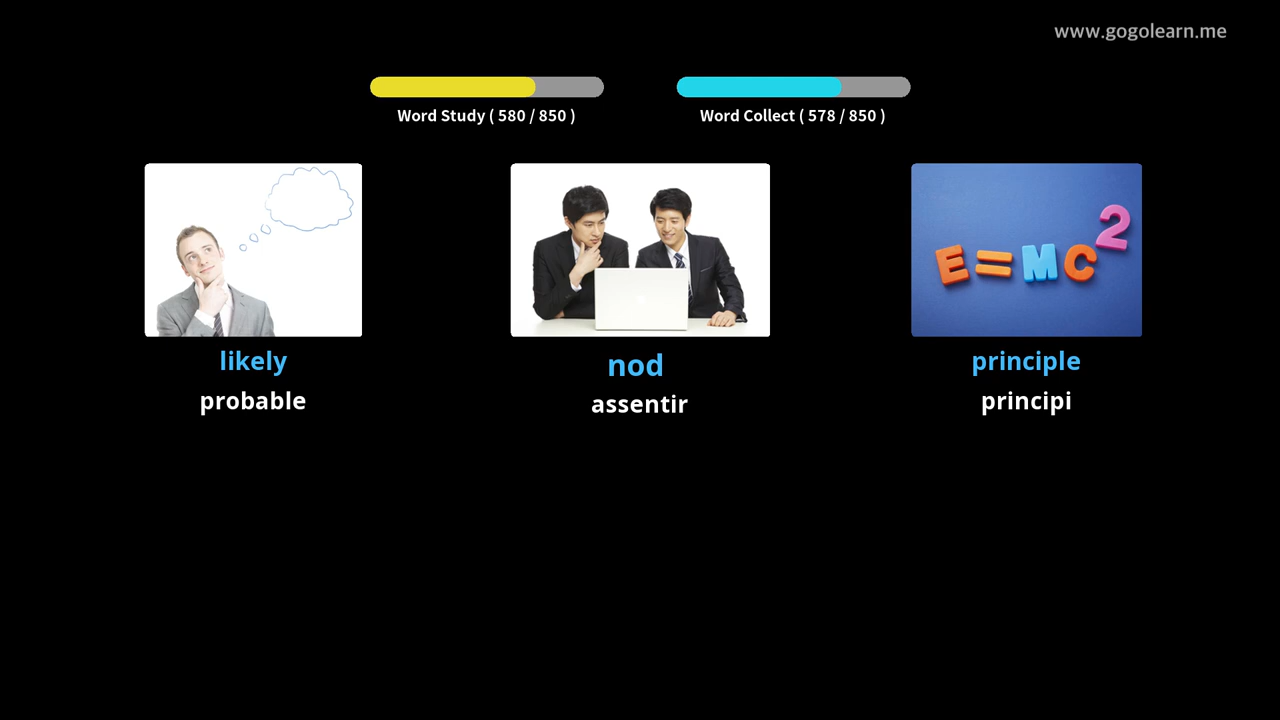 www.gogolearn.me
Word Study ( 580 / 850 )
Word Collect ( 578 / 850 )
E=MC2
likely
probable
nod
assentir
principle
principi